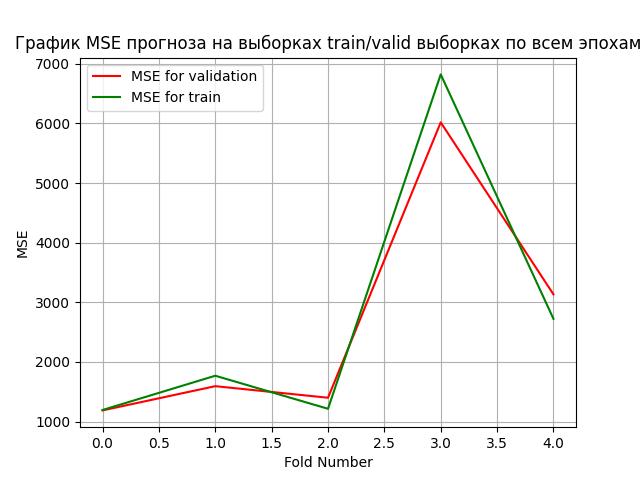 График MSE прогноза на выборках train/valid выборках по всем эпохам
MSE for validation
MSE for train
7000
6000
5000
4000
3000
2000
1000
MSE
0.0 0.5 1.0 1.5 2.0 2.5 3.0 3.5 4.0
Fold Number